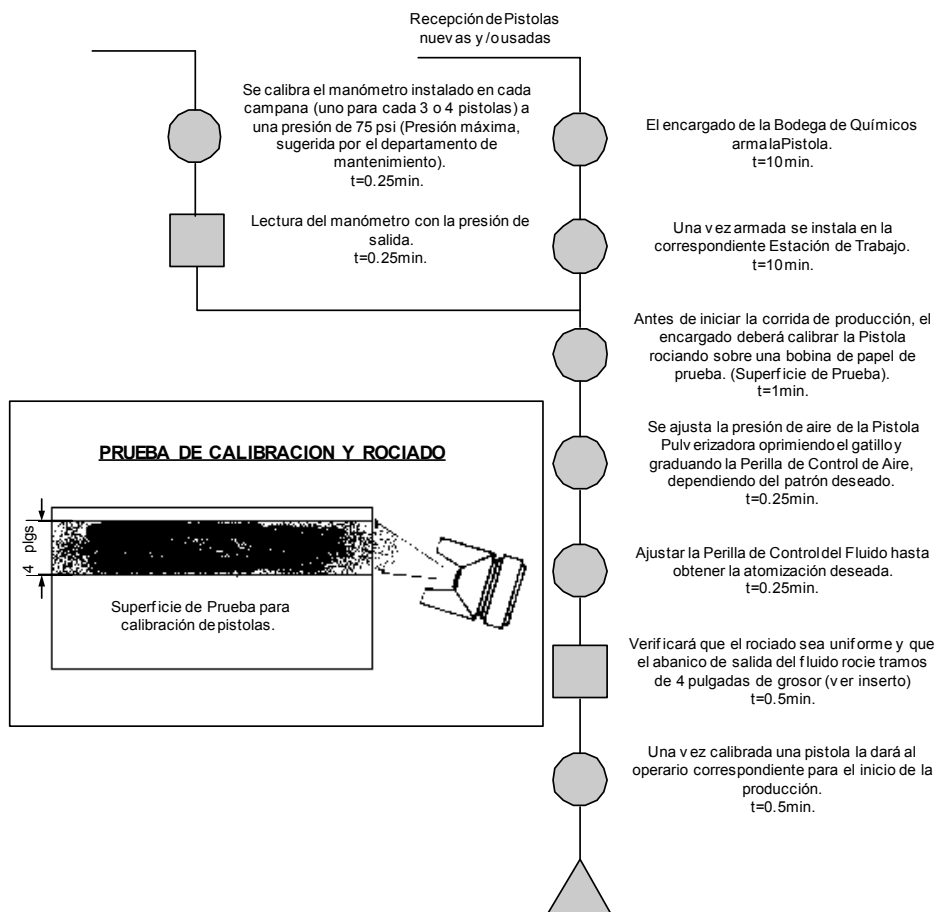 Recepción de Pistolas
nuevas y /o usadas
Se calibra el manómetro instalado en cada
campana (uno para cada 3 o 4 pistolas) a
una presión de 75 psi (Presión máxima,
sugerida por el departamento de
mantenimiento).
t=0.25min.
Lectura del manómetro con la presión de
salida.
t=0.25min.
El encargado de la Bodega de Químicos
arma la Pistola.
t=10min.
Una vez armada se instala en la
correspondiente Estación de Trabajo.
t=10min.
Antes de iniciar la corrida de producción, el
encargado deberá calibrar la Pistola
rociando sobre una bobina de papel de
prueba. (Superficie de Prueba).
t=1min.
Se ajusta la presión de aire de la Pistola
Pulverizadora oprimiendo el gatillo y
graduando la Perilla de Control de Aire,
dependiendo del patrón deseado.
t=0.25min.
Ajustar la Perilla de Control del Fluido hasta
obtener la atomización deseada.
t=0.25min.
Verificará que el rociado sea uniforme y que
el abanico de salida del fluido rocie tramos
de 4 pulgadas de grosor (ver inserto)
t=0.5min.
Una vez calibrada una pistola la dará al
operario correspondiente para el inicio de la
producción.
t=0.5min.
PRUEBA DE CALIBRACION Y ROCIADO
4 plgs
Superficie de Prueba para
calibración de pistolas.